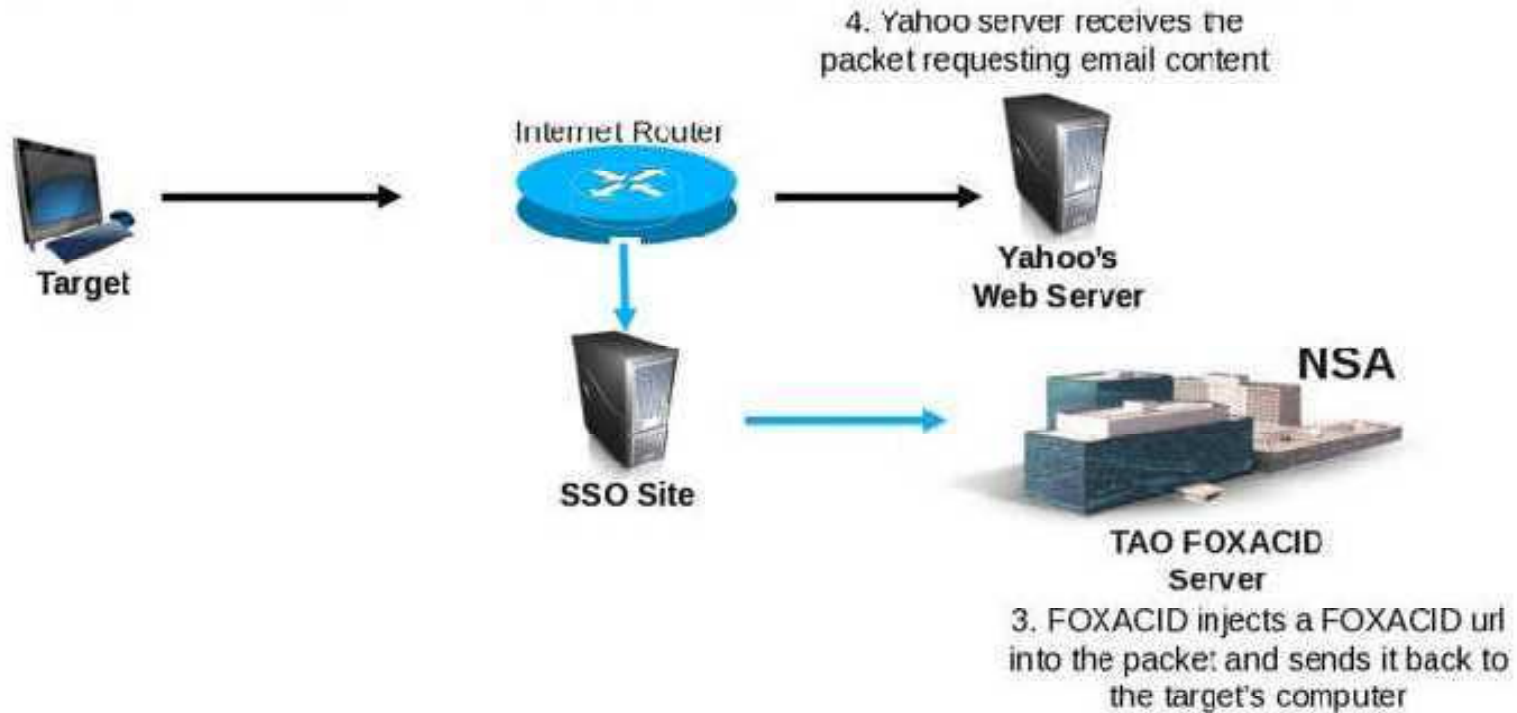 4. Yahoo server receives the
packet requesting email content
Internet Router
Target
Yahoo's
Web Server
SSO Site
NSA
TAO FOXACID
Server
3. FOXACID injects a FOXACID url
into the packet and sends it back to
the target's computer